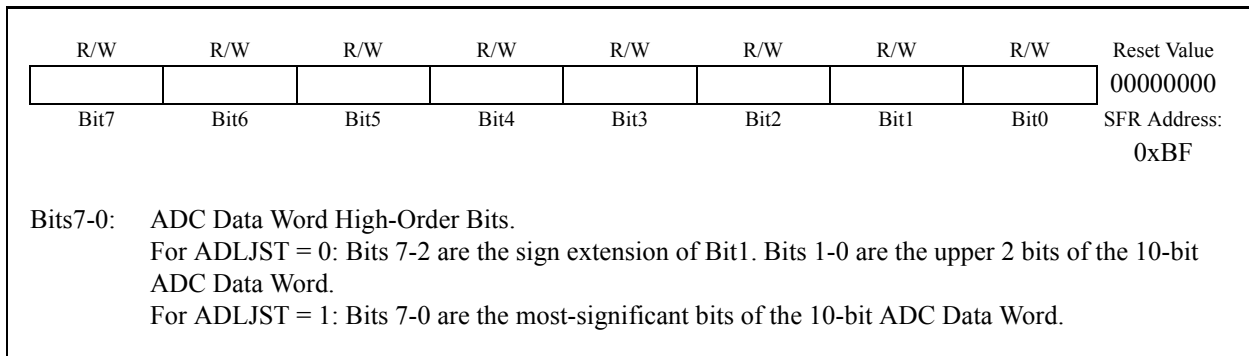 R/W R/W R/W R/W R/W R/W R/W R/W Reset Value
00000000
Bit7 Bit6 Bit5 Bit4 Bit3 Bit2 Bit1 Bit0 SFR Address:
0xBF
Bits7-0: ADC Data Word High-Order Bits.
For ADLJST = 0: Bits 7-2 are the sign extension of Bit1. Bits 1-0 are the upper 2 bits of the 10-bit
ADC Data Word.
For ADLJST = 1: Bits 7-0 are the most-significant bits of the 10-bit ADC Data Word.